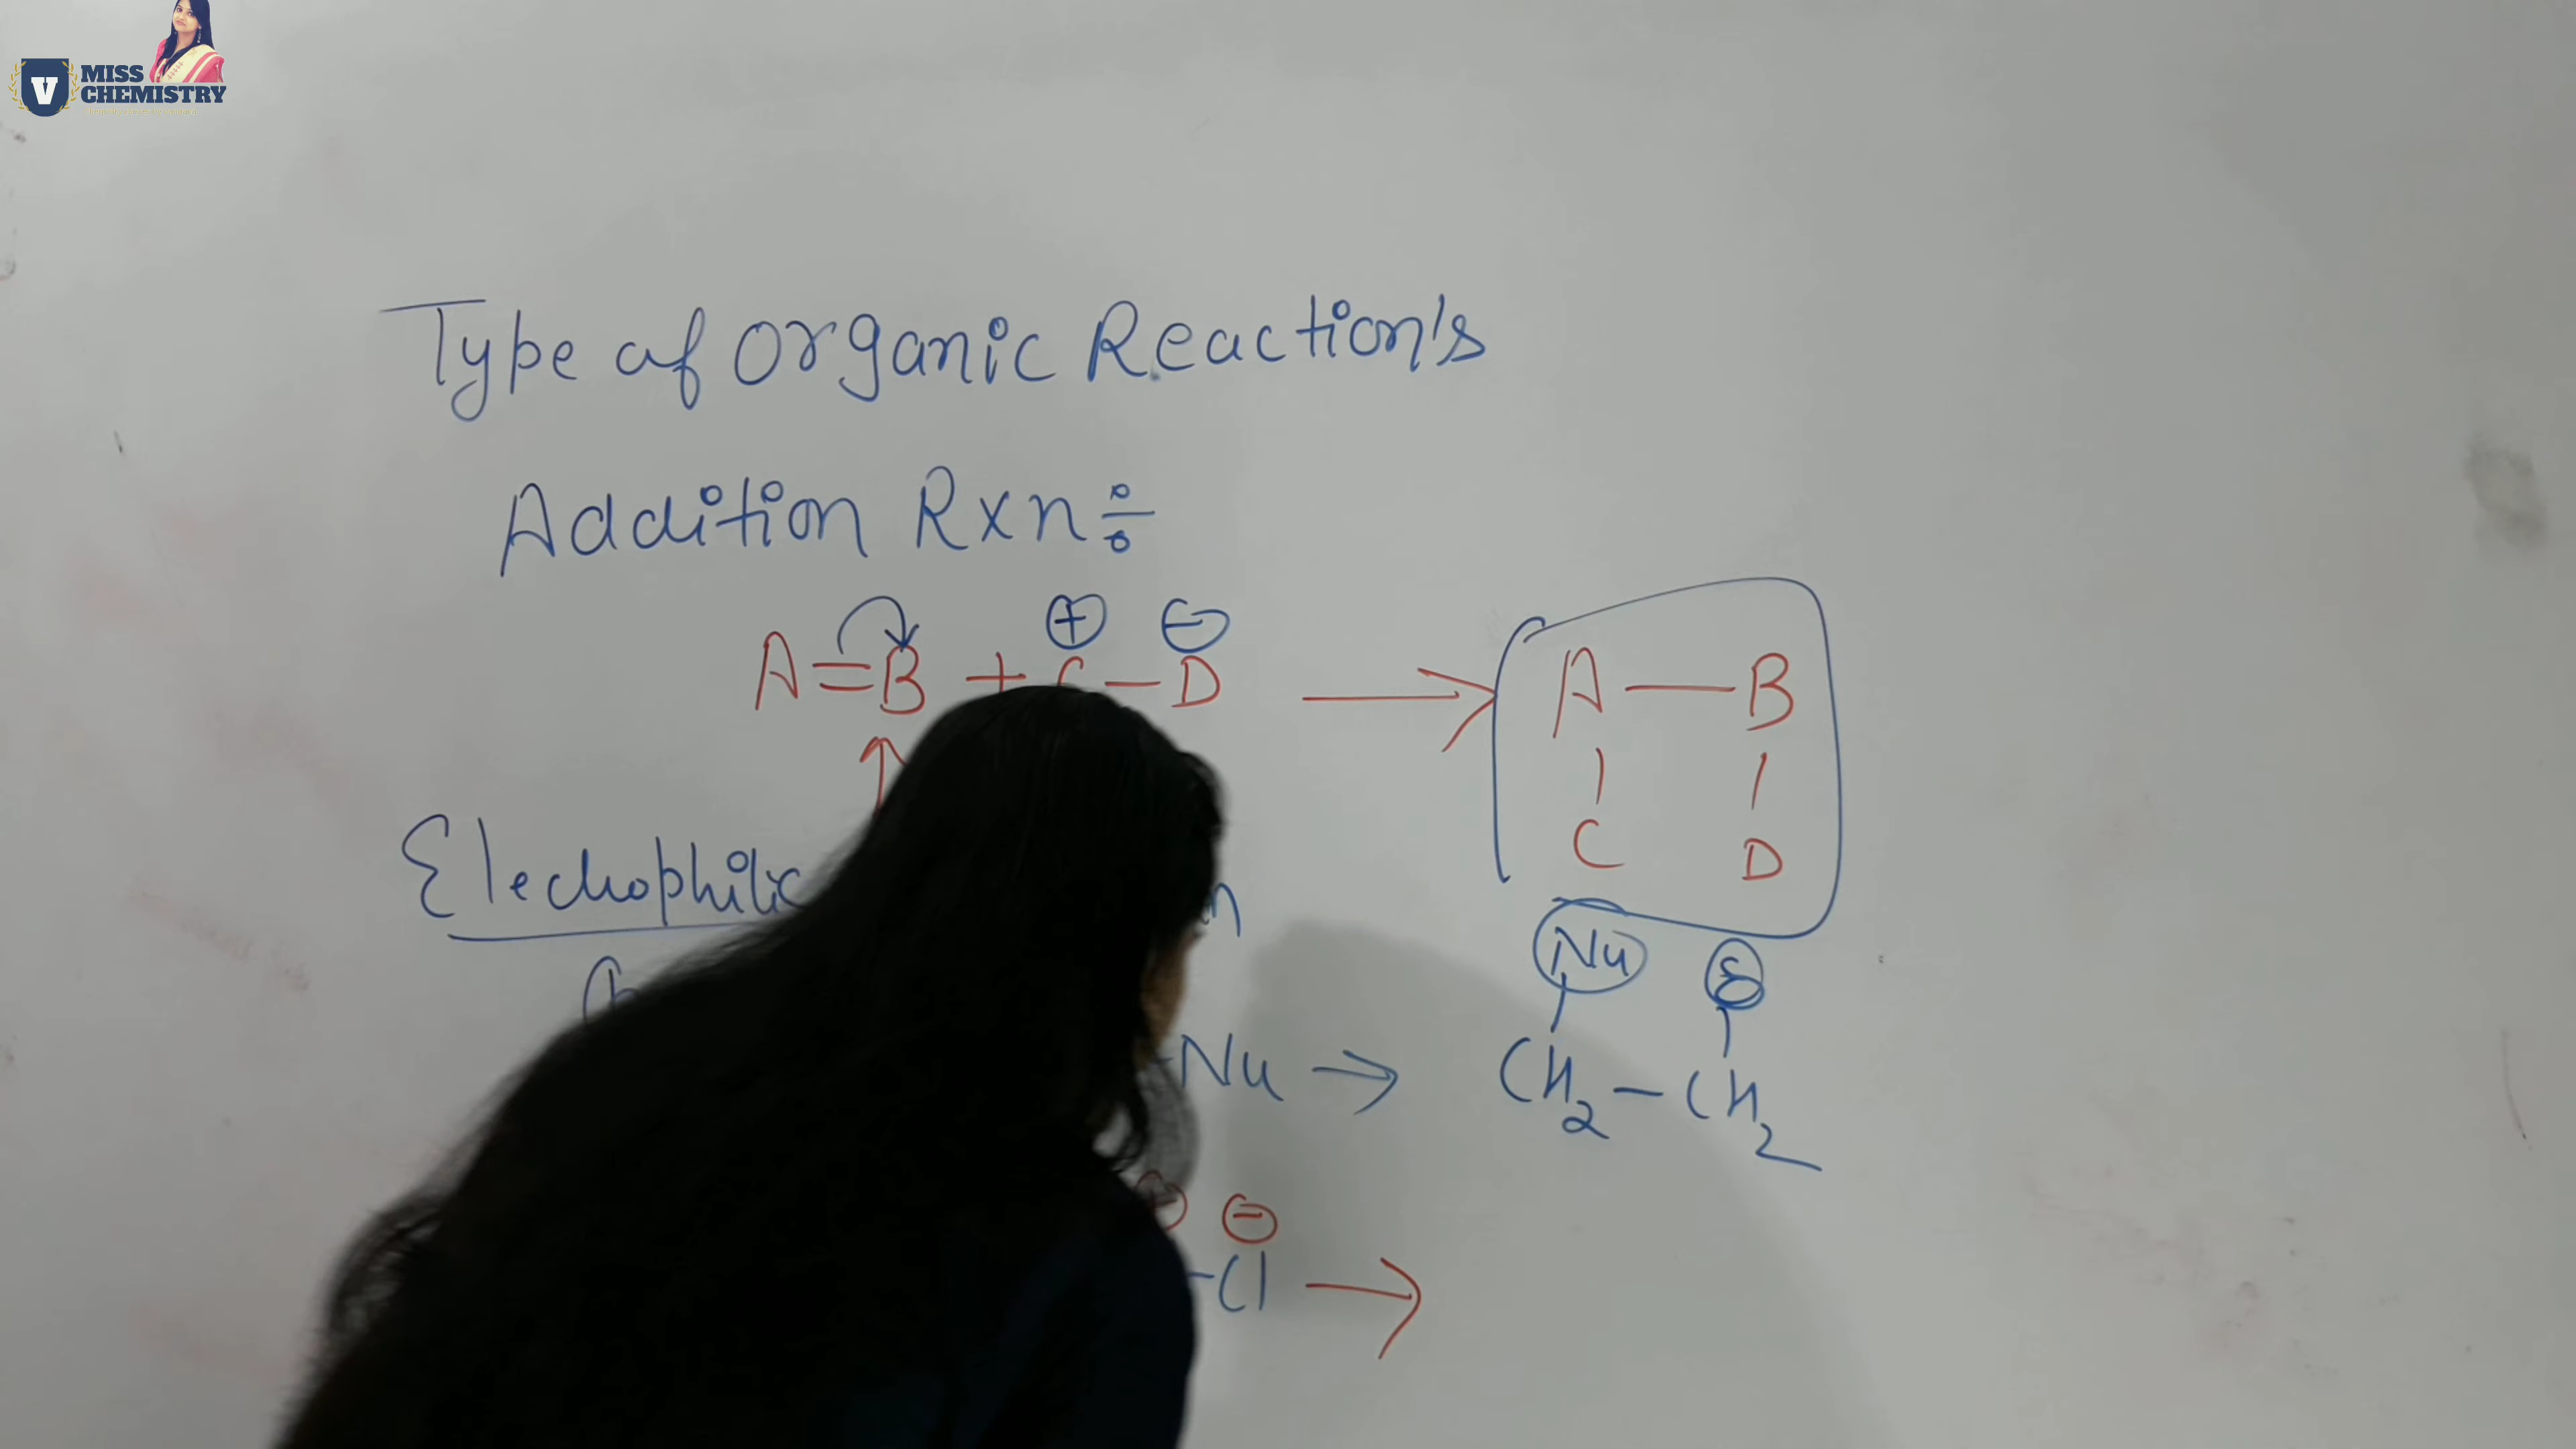 MISS
CHEMISTRY
V
Type of Organic Reaction's
Addition Rxn ÷
⊕ ⊖
A=B + C-D → A-B
C D
Electrophilic
Nu E
-Nu → CH2-CH2
⊖
-Cl →